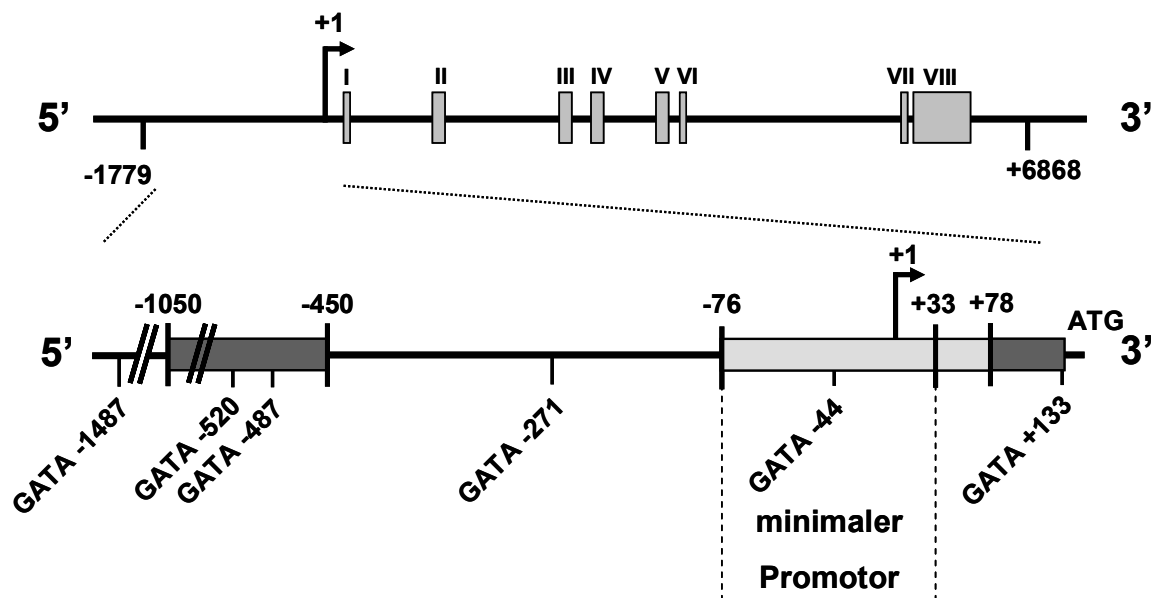 +1
I II III IV V VI VII VIII
5’ 3’
-1779 +6868
+1
-1050 -450 -76 +33 +78 ATG
5’ 3’
GATA -1487 GATA -520 GATA -487 GATA -271 GATA -44 GATA +133
minimaler
Promotor